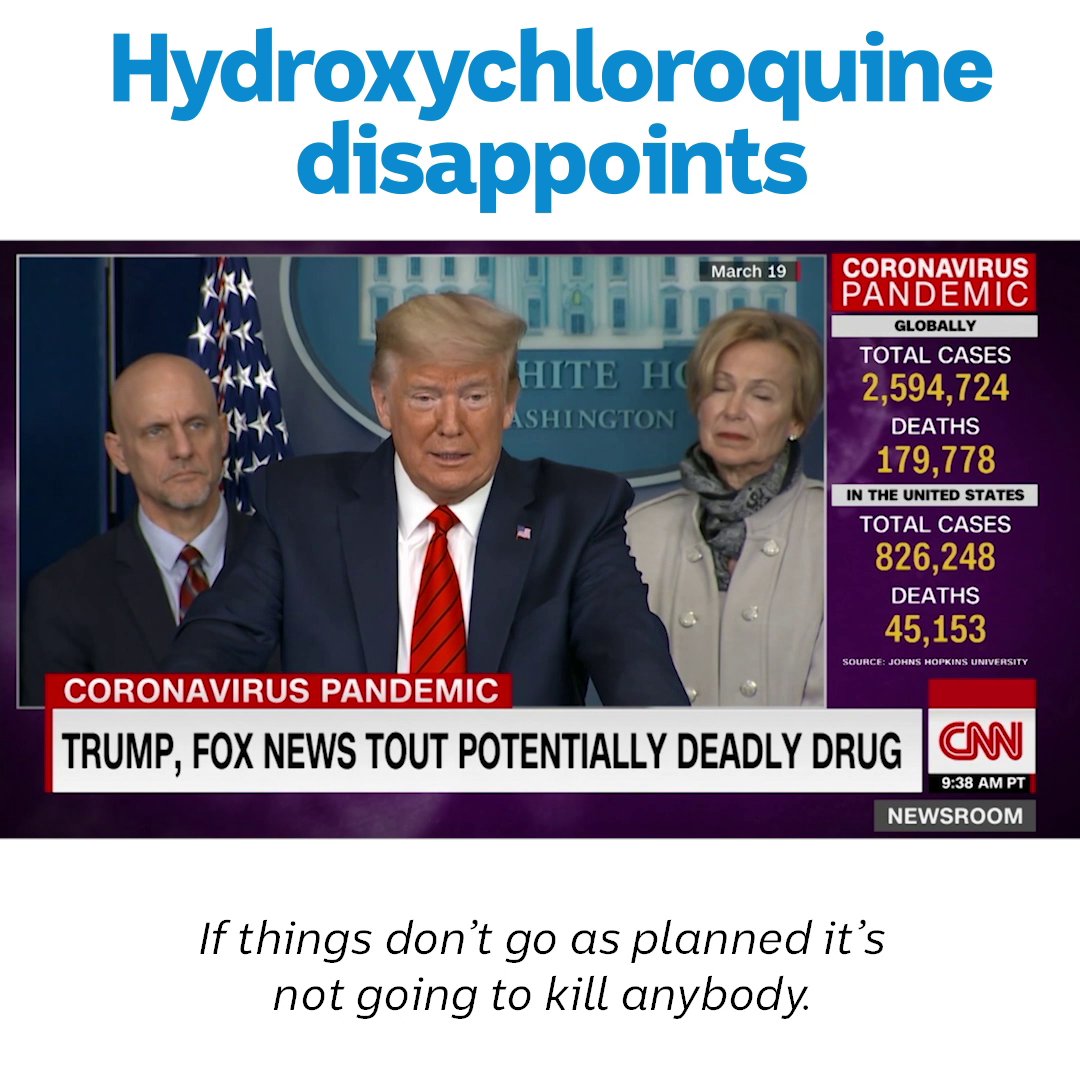 Hydroxychloroquine
disappoints
March 19
HITE HO
ASHINGTON
CORONAVIRUS
PANDEMIC
GLOBALLY
TOTAL CASES
2,594,724
DEATHS
179,778
IN THE UNITED STATES
TOTAL CASES
826,248
DEATHS
45,153
SOURCE: JOHNS HOPKINS UNIVERSITY
CORONAVIRUS PANDEMIC
TRUMP, FOX NEWS TOUT POTENTIALLY DEADLY DRUG
CNN
9:38 AM PT
NEWSROOM
If things don't go as planned it's
not going to kill anybody.